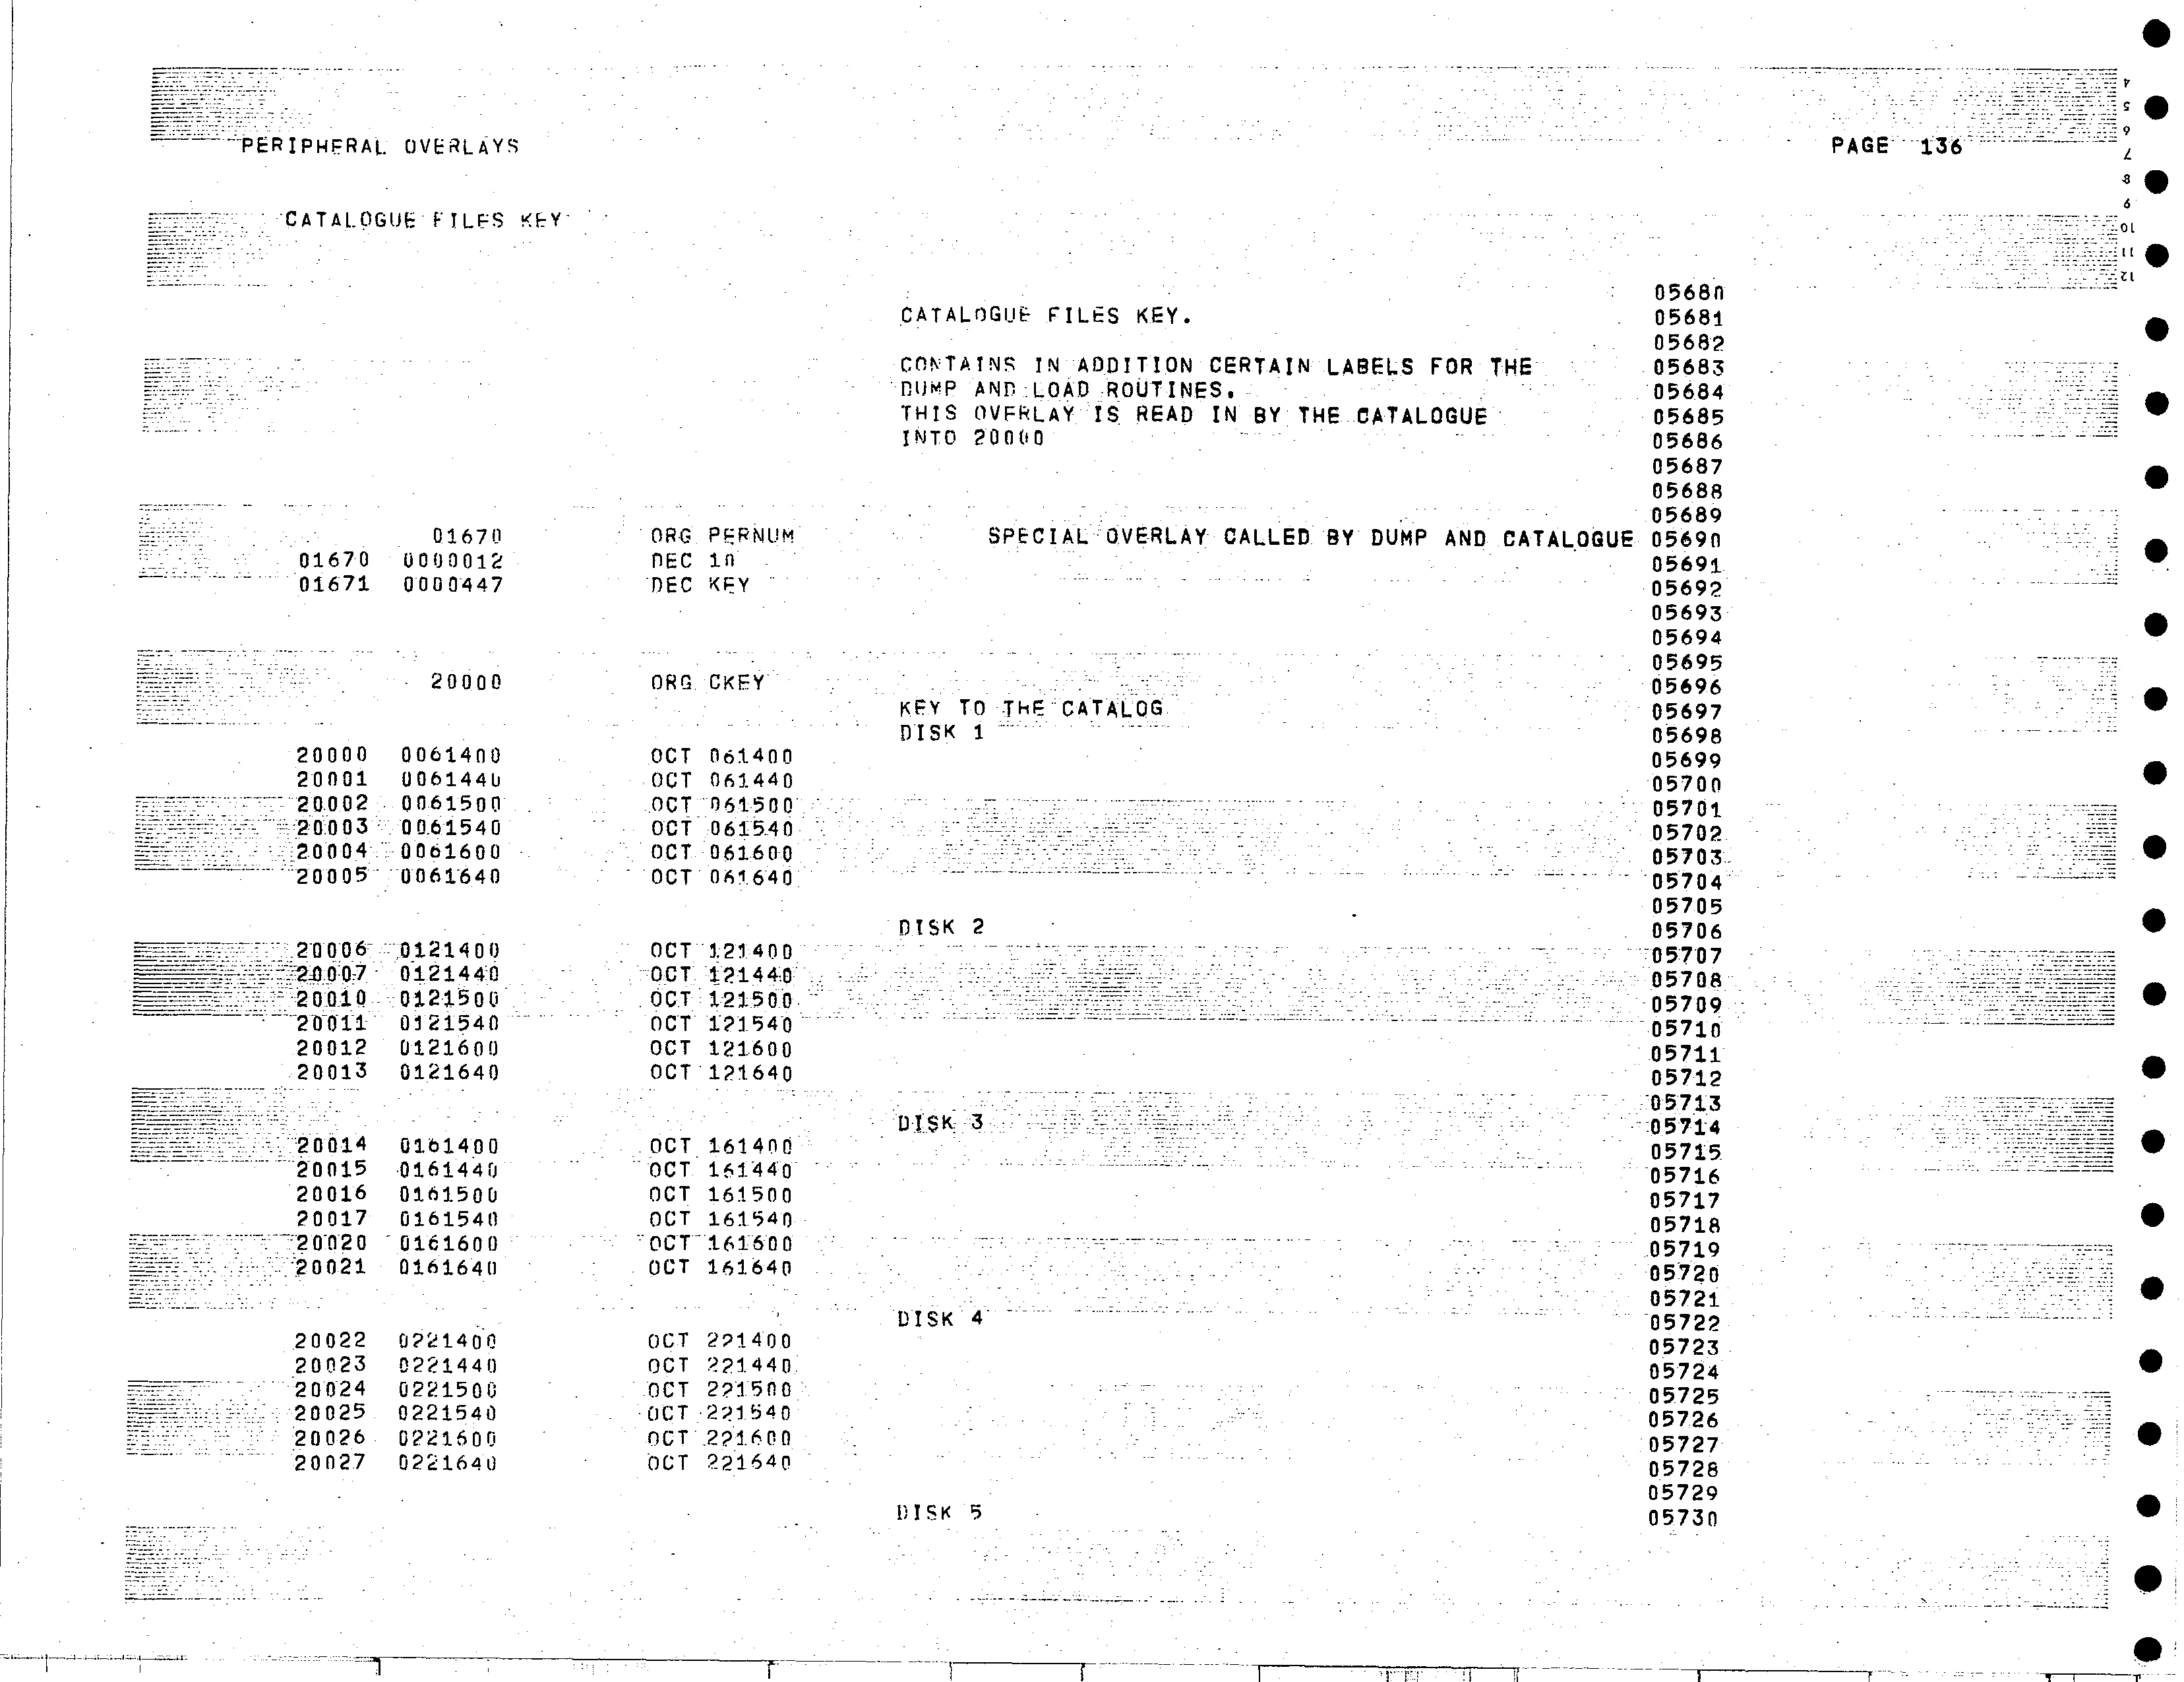 PERIPHERAL OVERLAYS PAGE 136
CATALOGUE FILES KEY
05680
CATALOGUE FILES KEY. 05681
05682
CONTAINS IN ADDITION CERTAIN LABELS FOR THE 05683
DUMP AND LOAD ROUTINES. 05684
THIS OVERLAY IS READ IN BY THE CATALOGUE 05685
INTO 20000 05686
05687
05688
05689
01670 ORG PERNUM SPECIAL OVERLAY CALLED BY DUMP AND CATALOGUE 05690
01670 0000012 DEC 10 05691
01671 0000447 DEC KEY 05692
05693
05694
05695
20000 ORG CKEY 05696
KEY TO THE CATALOG 05697
DISK 1 05698
20000 0061400 OCT 061400 05699
20001 0061440 OCT 061440 05700
20002 0061500 OCT 061500 05701
20003 0061540 OCT 061540 05702
20004 0061600 OCT 061600 05703
20005 0061640 OCT 061640 05704
05705
DISK 2 05706
20006 0121400 OCT 121400 05707
20007 0121440 OCT 121440 05708
20010 0121500 OCT 121500 05709
20011 0121540 OCT 121540 05710
20012 0121600 OCT 121600 05711
20013 0121640 OCT 121640 05712
05713
DISK 3 05714
20014 0161400 OCT 161400 05715
20015 0161440 OCT 161440 05716
20016 0161500 OCT 161500 05717
20017 0161540 OCT 161540 05718
20020 0161600 OCT 161600 05719
20021 0161640 OCT 161640 05720
05721
DISK 4 05722
20022 0221400 OCT 221400 05723
20023 0221440 OCT 221440 05724
20024 0221500 OCT 221500 05725
20025 0221540 OCT 221540 05726
20026 0221600 OCT 221600 05727
20027 0221640 OCT 221640 05728
05729
DISK 5 05730
4
5
6
7
8
9
10
11
12